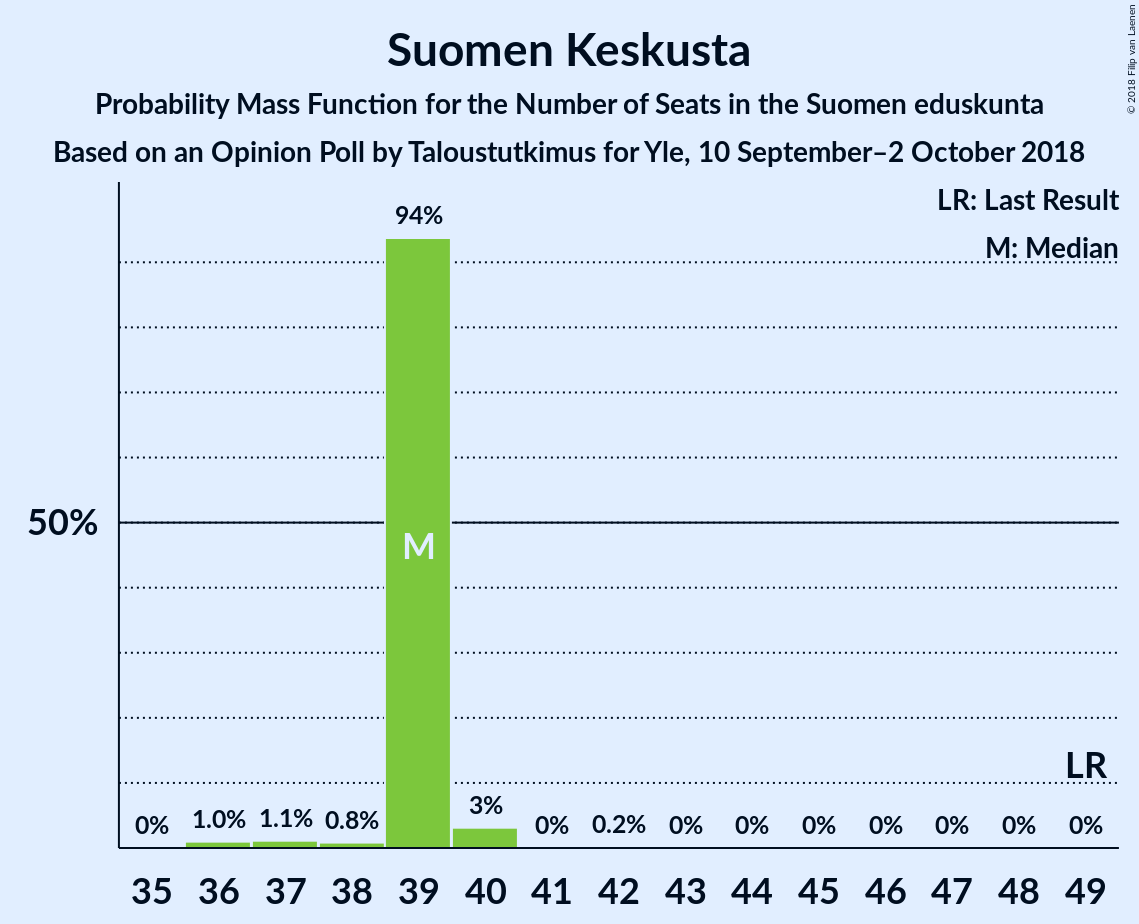 Suomen Keskusta
Probability Mass Function for the Number of Seats in the Suomen eduskunta
Based on an Opinion Poll by Taloustutkimus for Yle, 10 September–2 October 2018
© 2018 Filip van Laenen
LR: Last Result
M: Median
94%
50%
M
LR
0% 1.0% 1.1% 0.8% 3% 0% 0.2% 0% 0% 0% 0% 0% 0% 0%
35 36 37 38 39 40 41 42 43 44 45 46 47 48 49